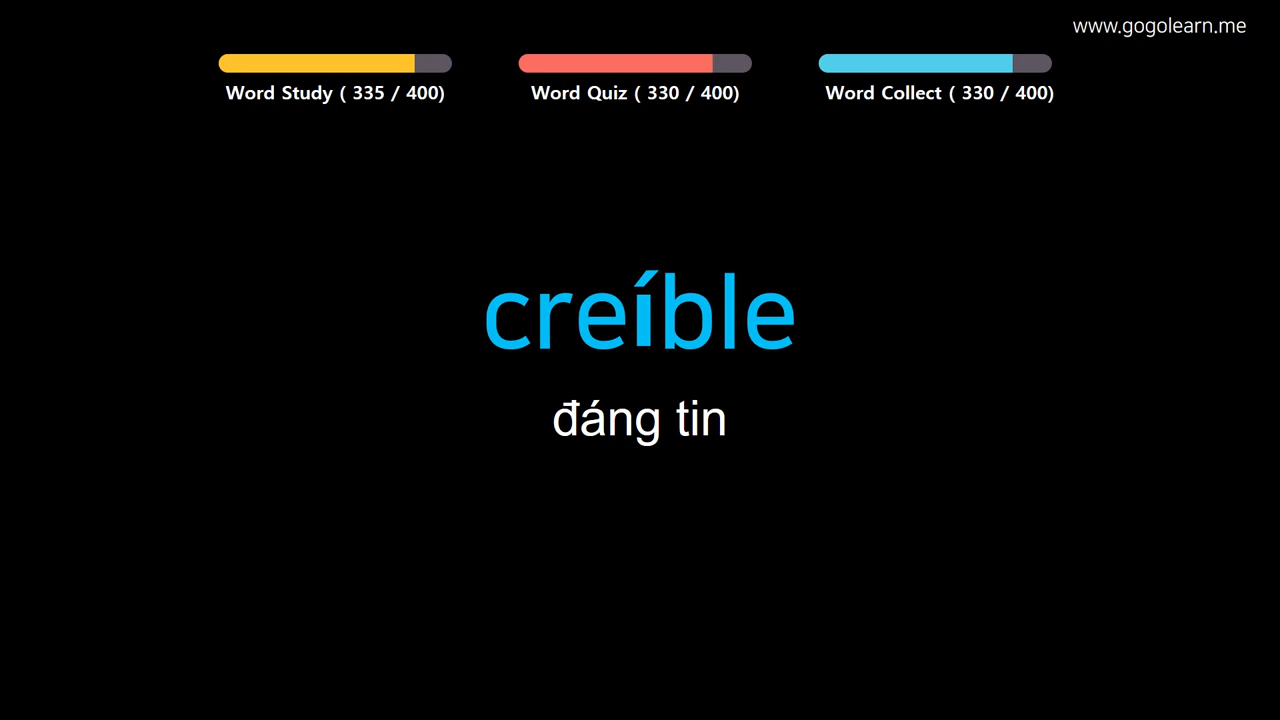 www.gogolearn.me
Word Study ( 335 / 400)
Word Quiz ( 330 / 400)
Word Collect ( 330 / 400)
creíble
đáng tin